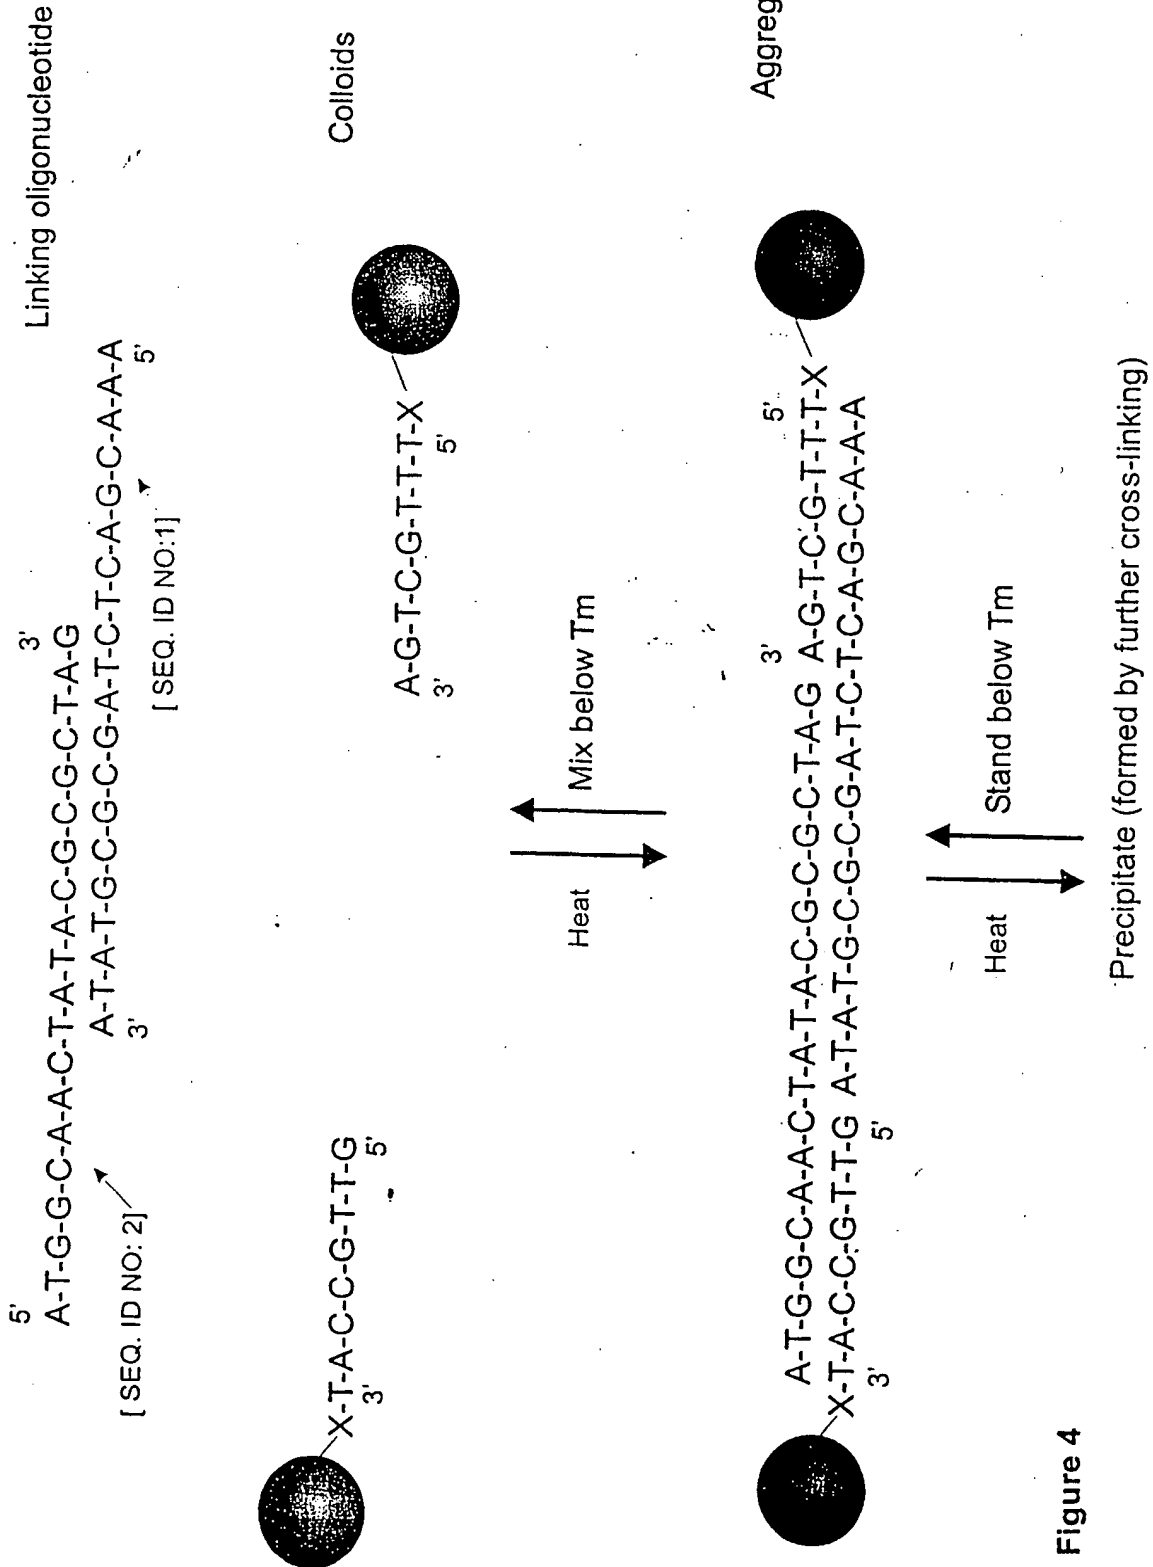 Linking oligonucleotide
5' 3'
A-T-G-G-C-A-A-C-T-A-T-A-C-G-C-G-C-T-A-G
A-T-A-T-G-C-G-C-G-A-T-C-T-C-A-G-C-A-A-A
3' 5'
[ SEQ. ID NO: 2] [ SEQ. ID NO:1]
Colloids
X-T-A-C-C-G-T-T-G A-G-T-C-G-T-T-T-X
3' 5' 3' 5'
Heat Mix below Tm
3' 5'
A-T-G-G-C-A-A-C-T-A-T-A-C-G-C-G-C-T-A-G A-G-T-C-G-T-T-T-X
X-T-A-C-C-G-T-T-G A-T-A-T-G-C-G-C-G-A-T-C-T-C-A-G-C-A-A-A
3' 5'
Heat Stand below Tm
Precipitate (formed by further cross-linking)
Figure 4